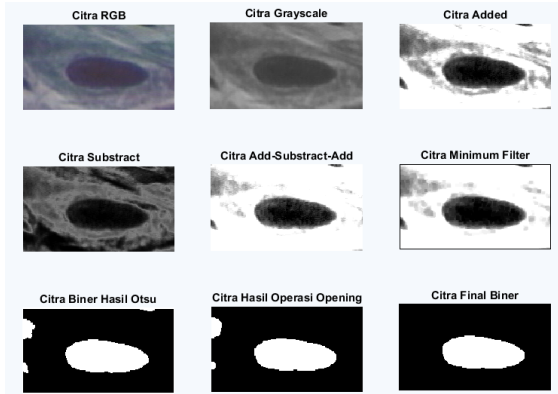 Citra RGB
Citra Grayscale
Citra Added
Citra Substract
Citra Add-Substract-Add
Citra Minimum Filter
Citra Biner Hasil Otsu
Citra Hasil Operasi Opening
Citra Final Biner